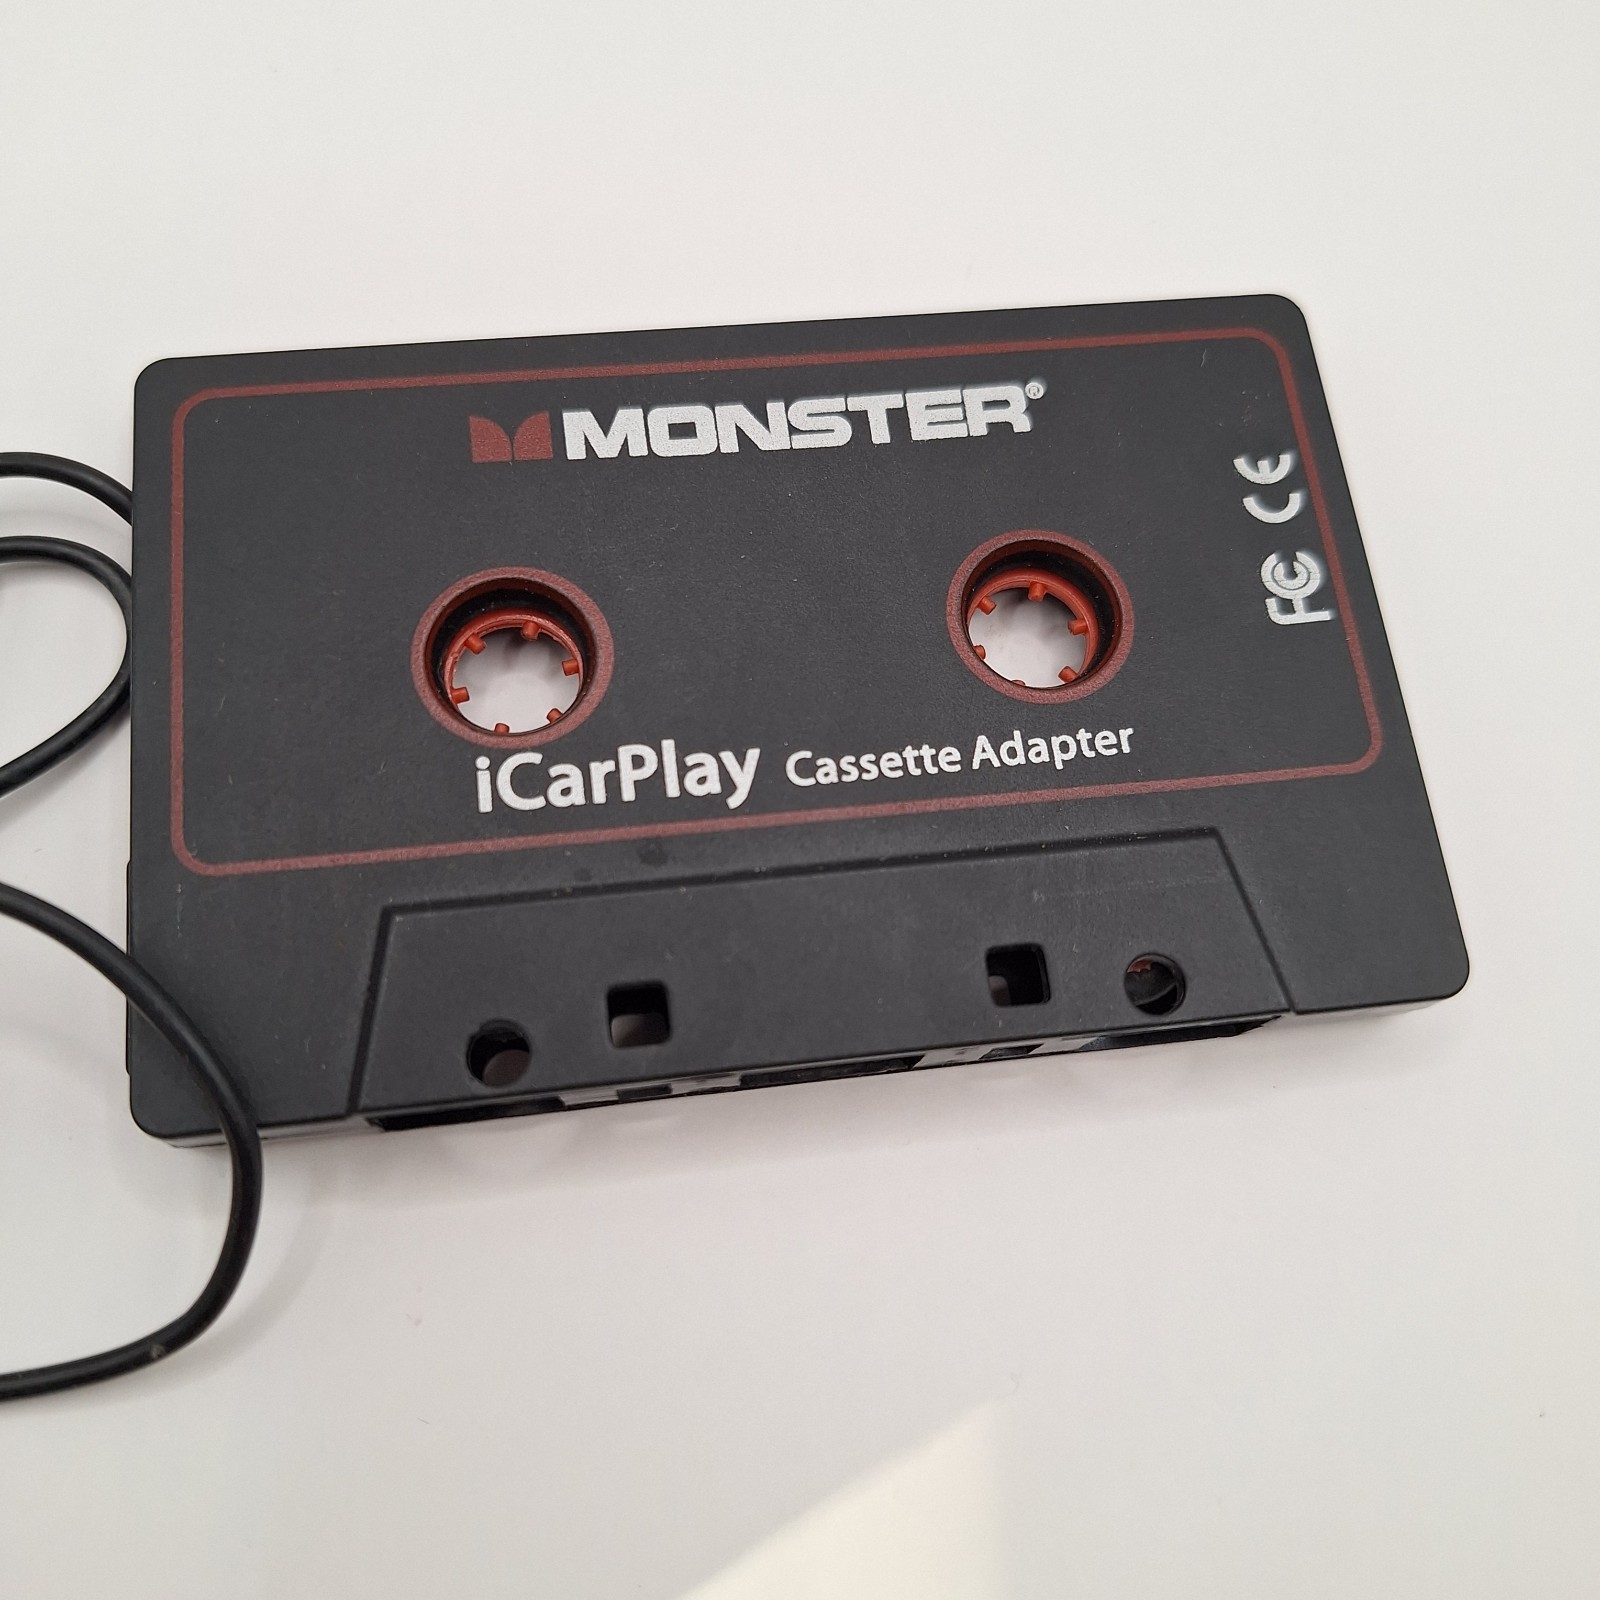 MONSTER®
iCarPlay Cassette Adapter
FC CE